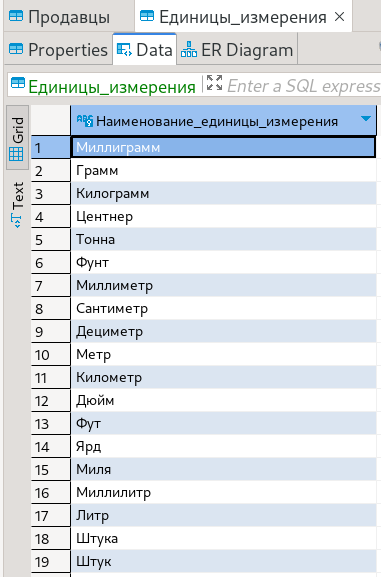 Продавцы
Единицы_измерения
Properties
Data
ER Diagram
Единицы_измерения
Enter a SQL express
Grid
Text
ABC
Наименование_единицы_измерения
1 Миллиграмм
2 Грамм
3 Килограмм
4 Центнер
5 Тонна
6 Фунт
7 Миллиметр
8 Сантиметр
9 Дециметр
10 Метр
11 Километр
12 Дюйм
13 Фут
14 Ярд
15 Миля
16 Миллилитр
17 Литр
18 Штука
19 Штук